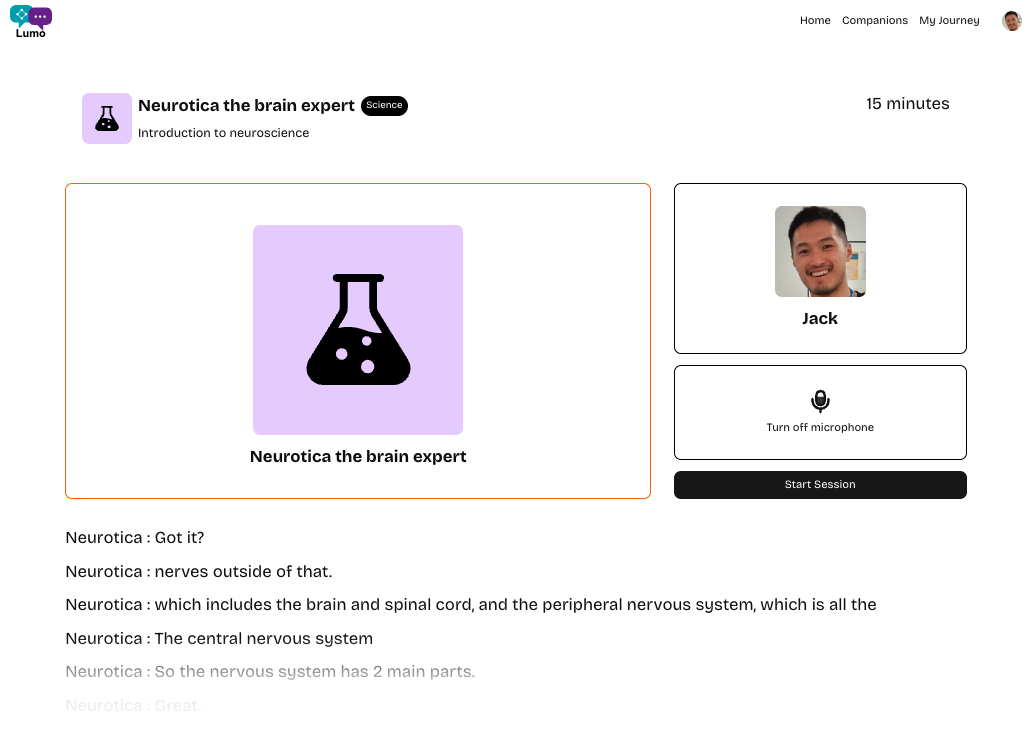 Lumo
Home Companions My Journey
Neurotica the brain expert Science
15 minutes
Introduction to neuroscience
Neurotica the brain expert
Jack
Turn off microphone
Start Session
Neurotica : Got it?
Neurotica : nerves outside of that.
Neurotica : which includes the brain and spinal cord, and the peripheral nervous system, which is all the
Neurotica : The central nervous system
Neurotica : So the nervous system has 2 main parts.
Neurotica : Great.